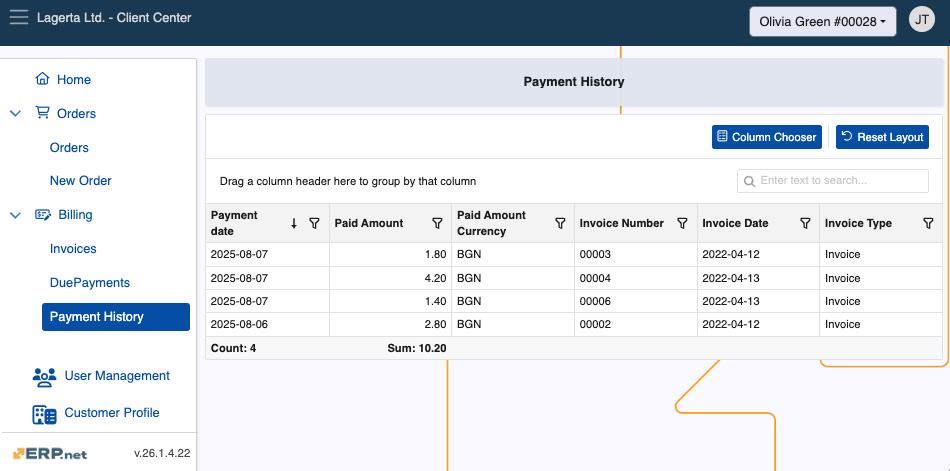 Lagerta Ltd. - Client Center
Olivia Green #00028
JT
Home
Orders
Orders
New Order
Billing
Invoices
DuePayments
Payment History
User Management
Customer Profile
ERP.net
v.26.1.4.22
Payment History
Column Chooser
Reset Layout
Drag a column header here to group by that column
Enter text to search...
Payment date Paid Amount Paid Amount Currency Invoice Number Invoice Date Invoice Type
2025-08-07 1.80 BGN 00003 2022-04-12 Invoice
2025-08-07 4.20 BGN 00004 2022-04-13 Invoice
2025-08-07 1.40 BGN 00006 2022-04-13 Invoice
2025-08-06 2.80 BGN 00002 2022-04-12 Invoice
Count: 4 Sum: 10.20